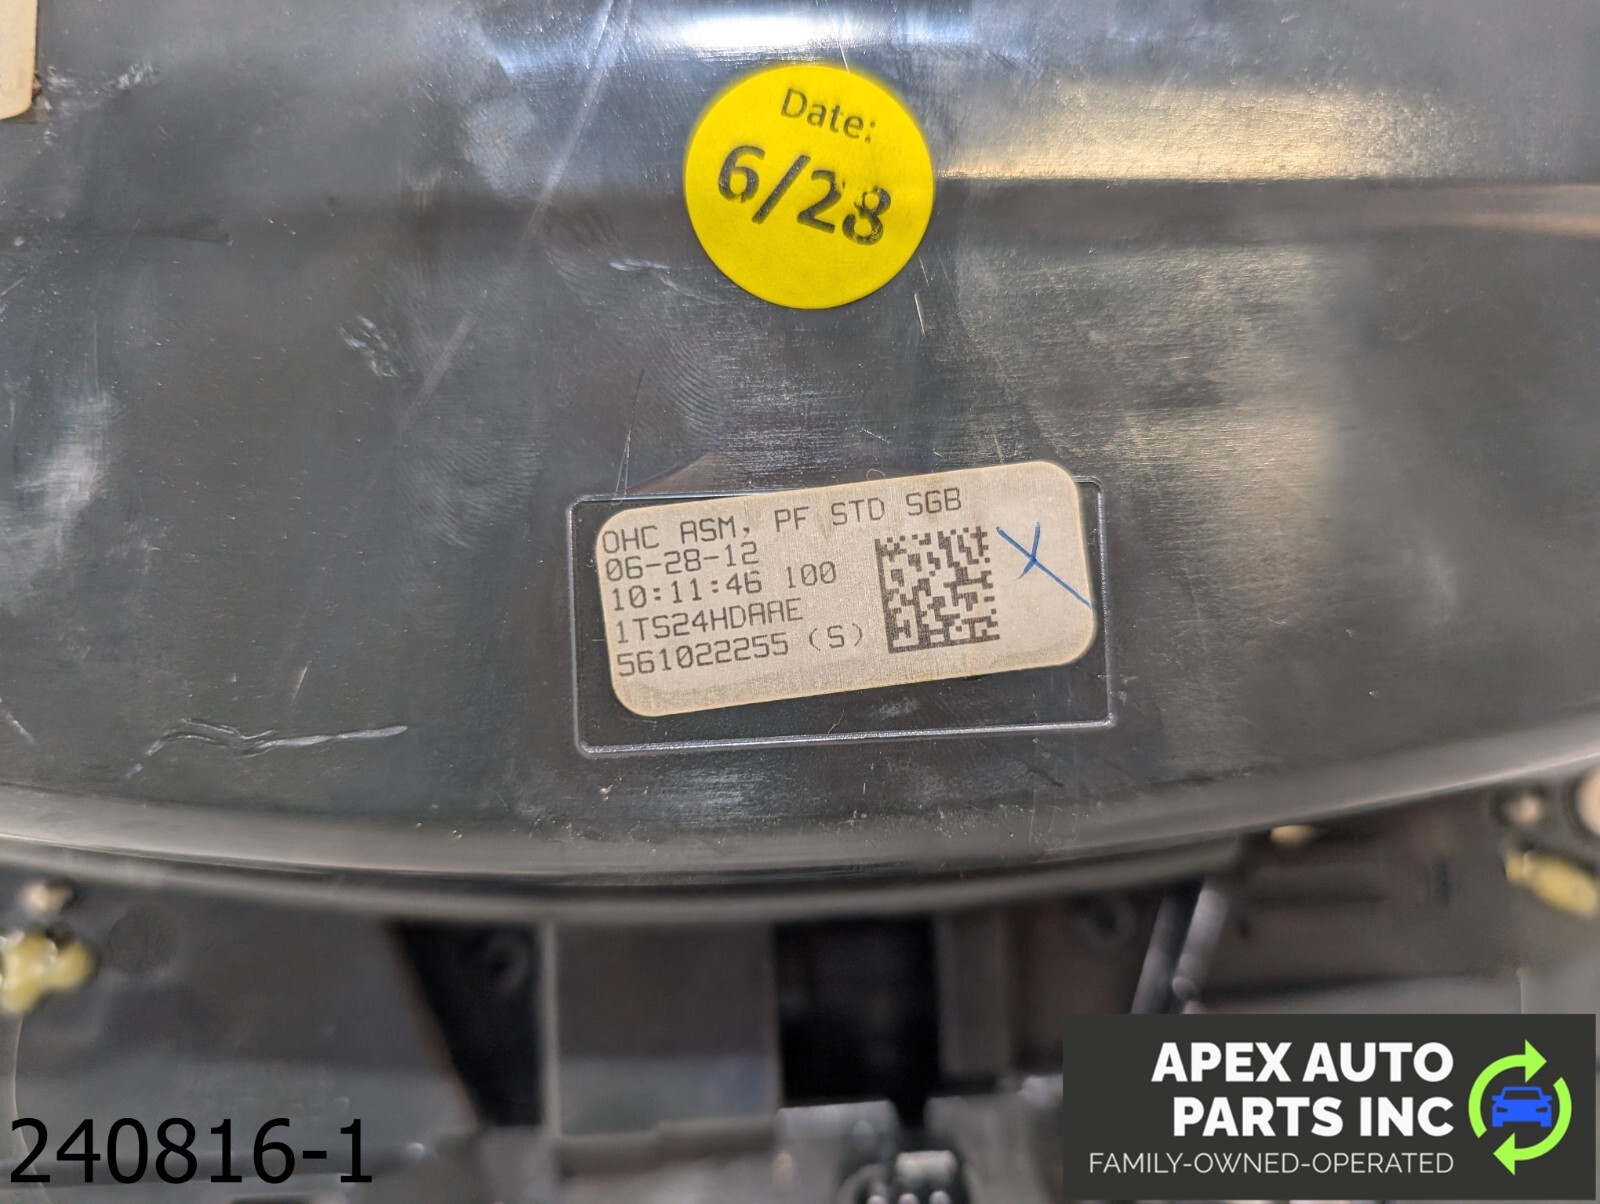 Date:
6/28
OHC ASM, PF STD SGB
06-28-12
10:11:46 100
1TS24HDAAE
561022255 (S)
APEX AUTO
PARTS INC
FAMILY-OWNED-OPERATED
240816-1